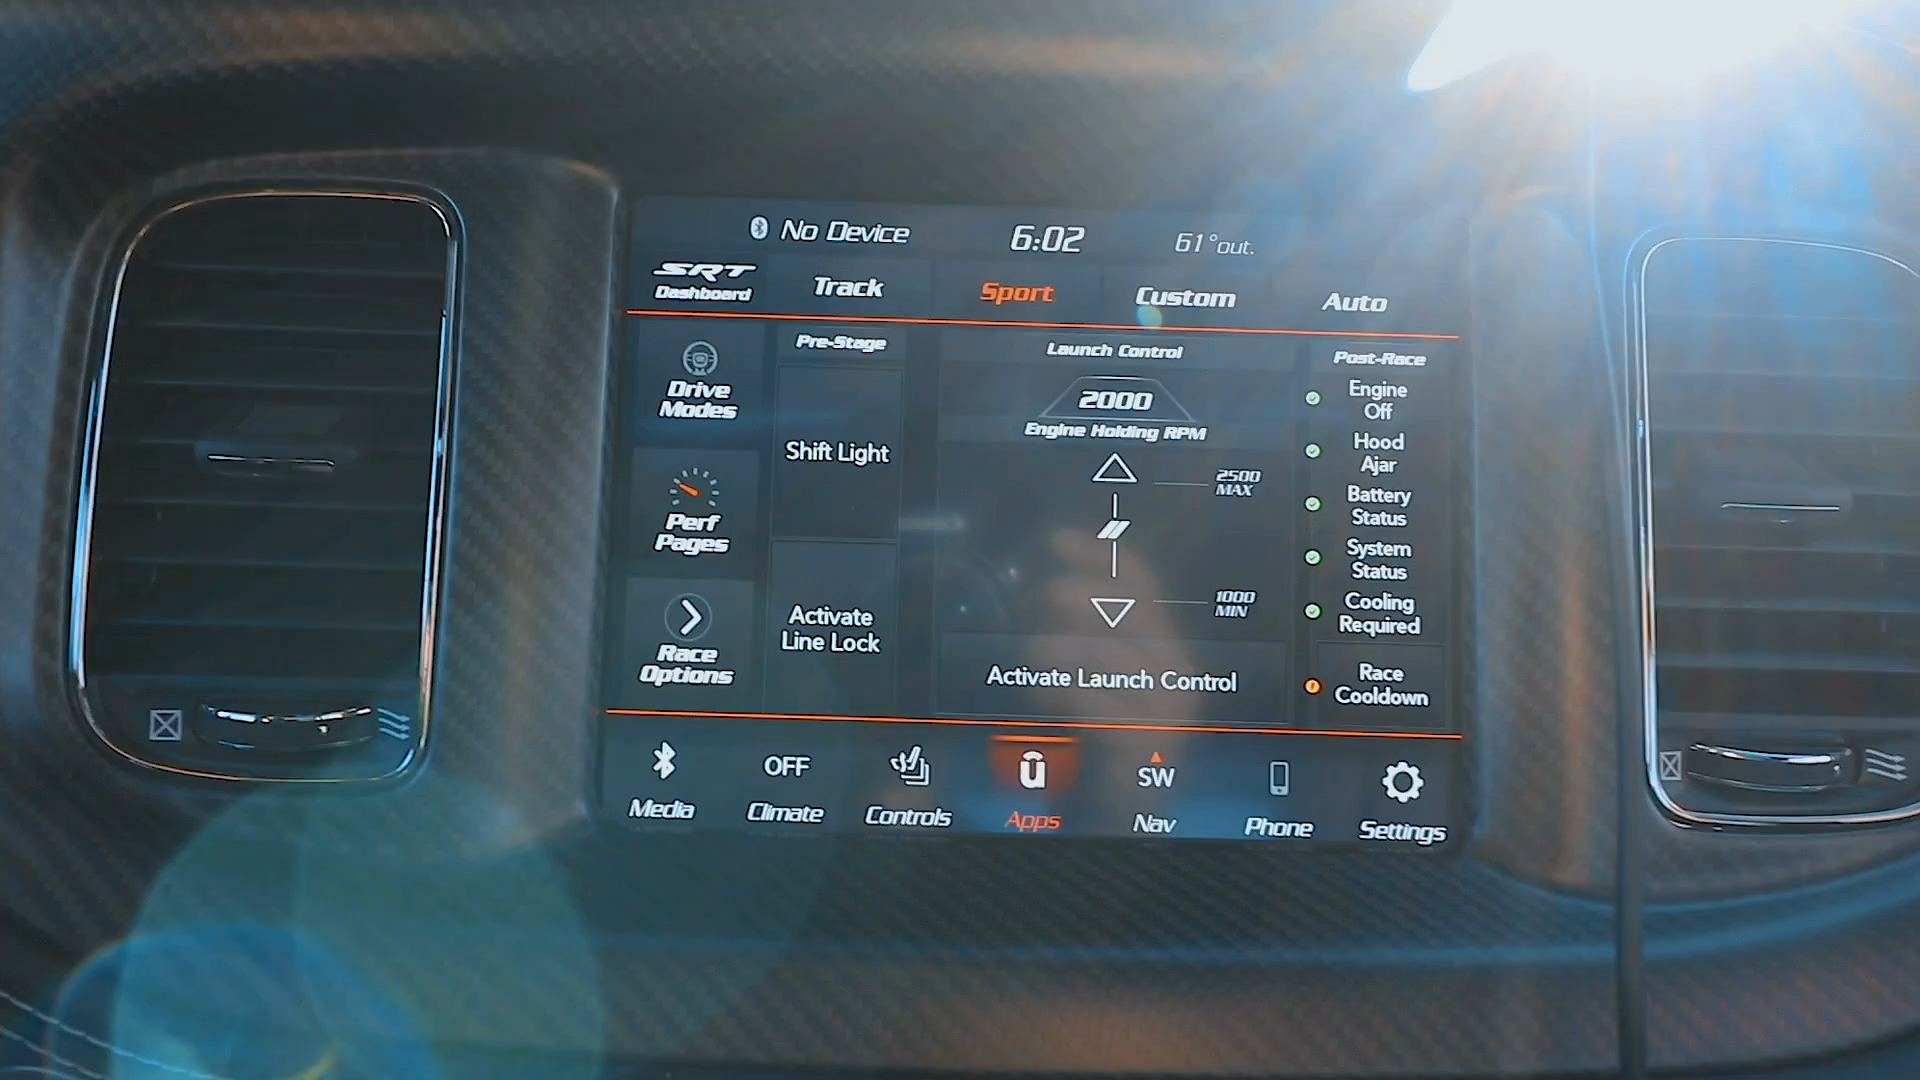 No Device
6:02
61°out.
SRT
Dashboard
Track
Sport
Custom
Auto
Drive
Modes
Perf
Pages
Race
Options
Pre-Stage
Shift Light
Activate
Line Lock
Launch Control
2000
Engine Holding RPM
2500
MAX
1000
MIN
Activate Launch Control
Post-Race
Engine
Off
Hood
Ajar
Battery
Status
System
Status
Cooling
Required
Race
Cooldown
OFF
SW
Media
Climate
Controls
Apps
Nav
Phone
Settings